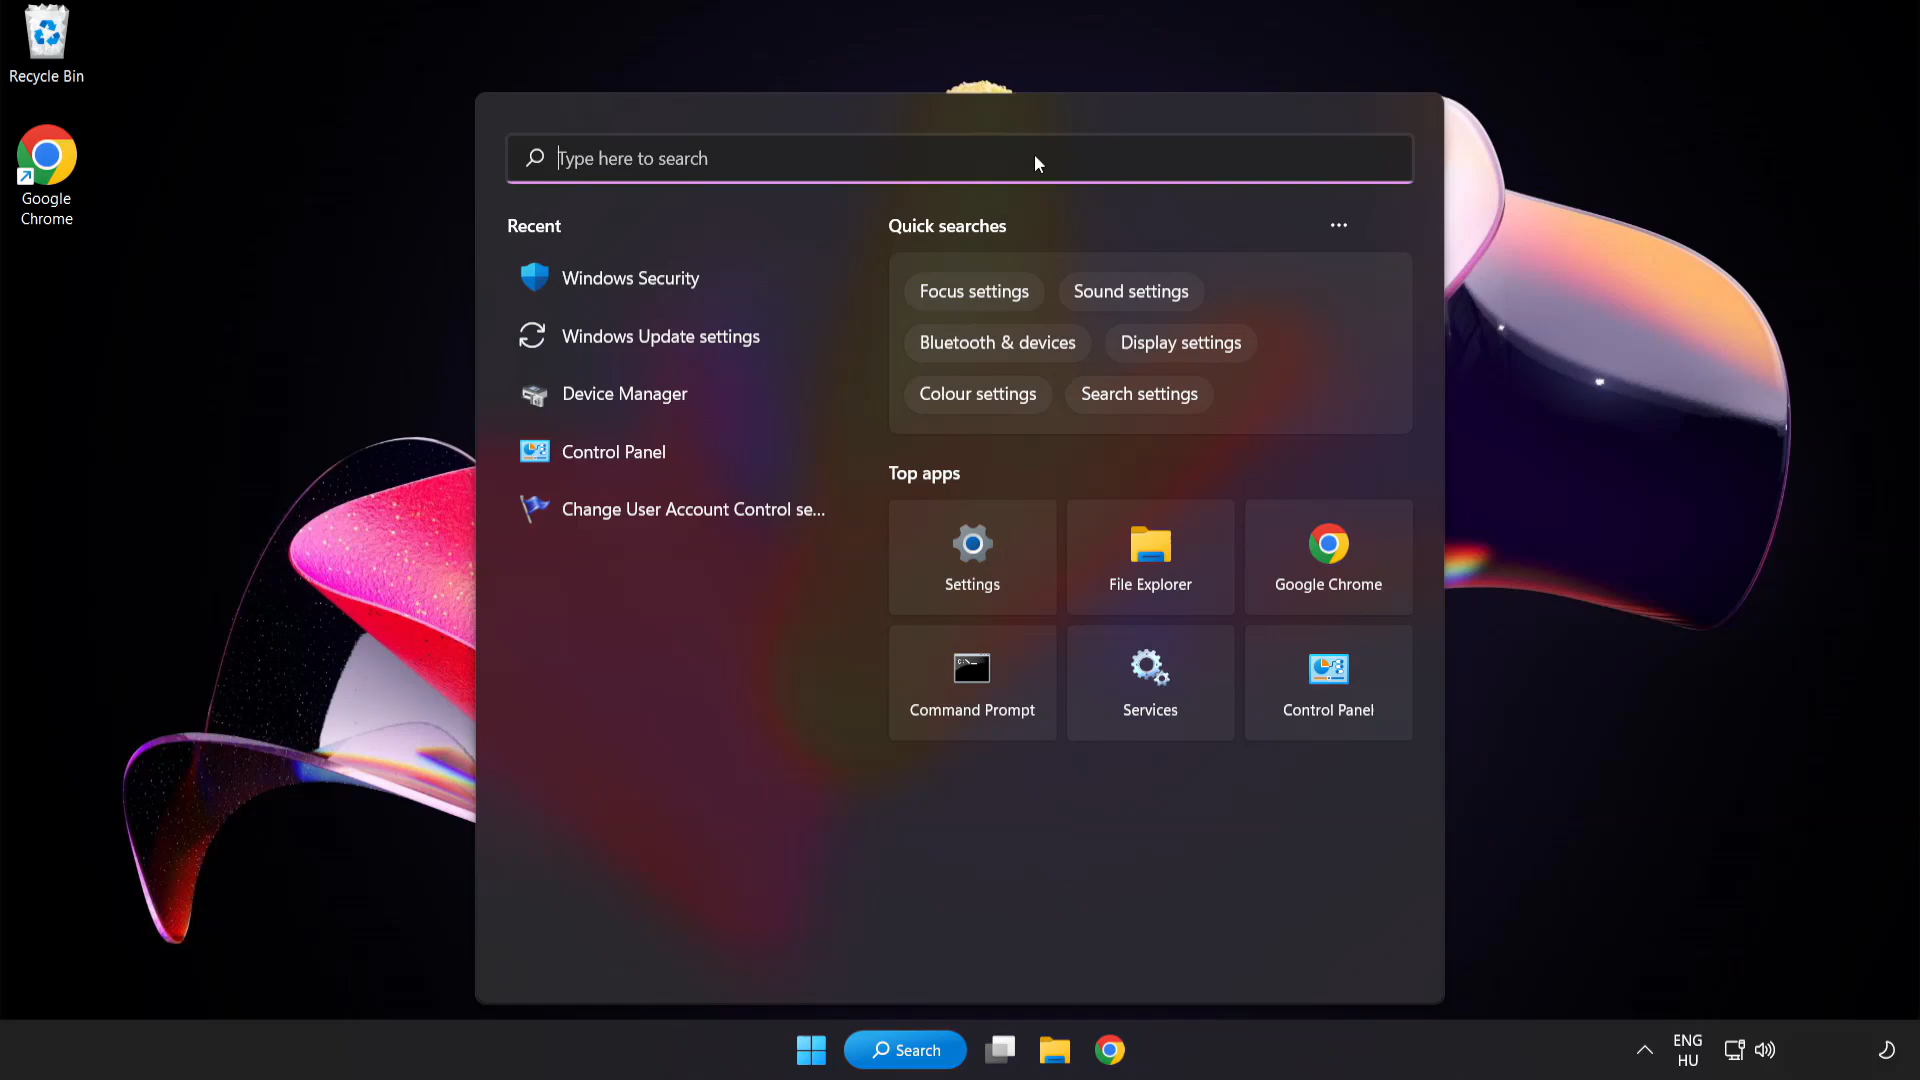 Recycle Bin
Google
Chrome
Type here to search
Recent
Windows Security
Windows Update settings
Device Manager
Control Panel
Change User Account Control se...
Quick searches
Focus settings
Sound settings
Bluetooth & devices
Display settings
Colour settings
Search settings
Top apps
Settings
File Explorer
Google Chrome
Command Prompt
Services
Control Panel
Search
ENG
HU